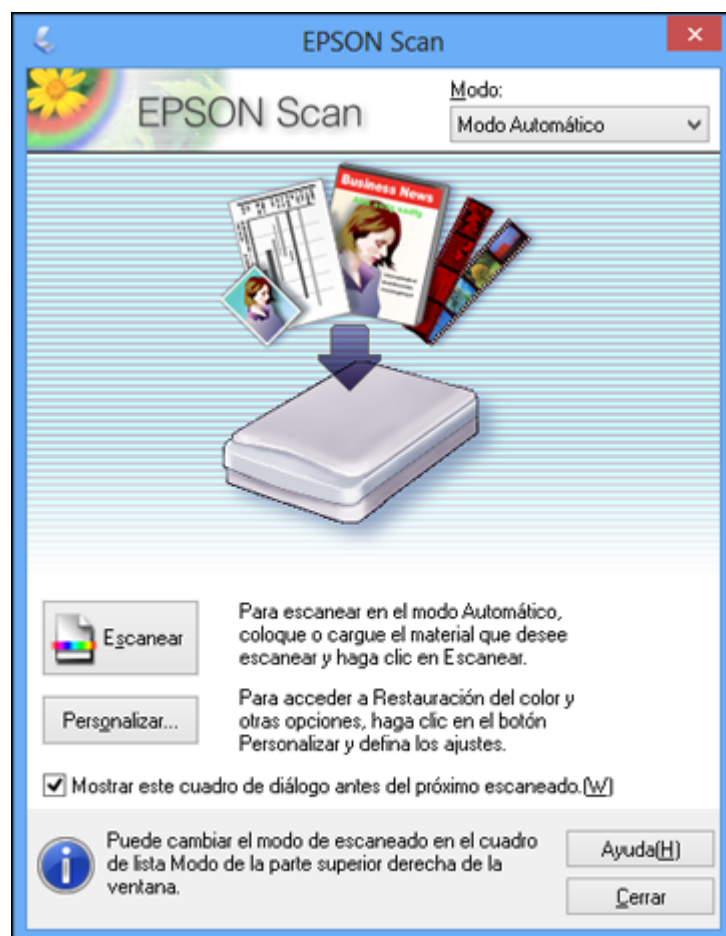 EPSON Scan
EPSON Scan
Modo:
Modo Automático
Business News
Escanear
Para escanear en el modo Automático,
coloque o cargue el material que desee
escanear y haga clic en Escanear.
Personalizar...
Para acceder a Restauración del color y
otras opciones, haga clic en el botón
Personalizar y defina los ajustes.
Mostrar este cuadro de diálogo antes del próximo escaneado.(W)
Puede cambiar el modo de escaneado en el cuadro
de lista Modo de la parte superior derecha de la
ventana.
Ayuda(H)
Cerrar